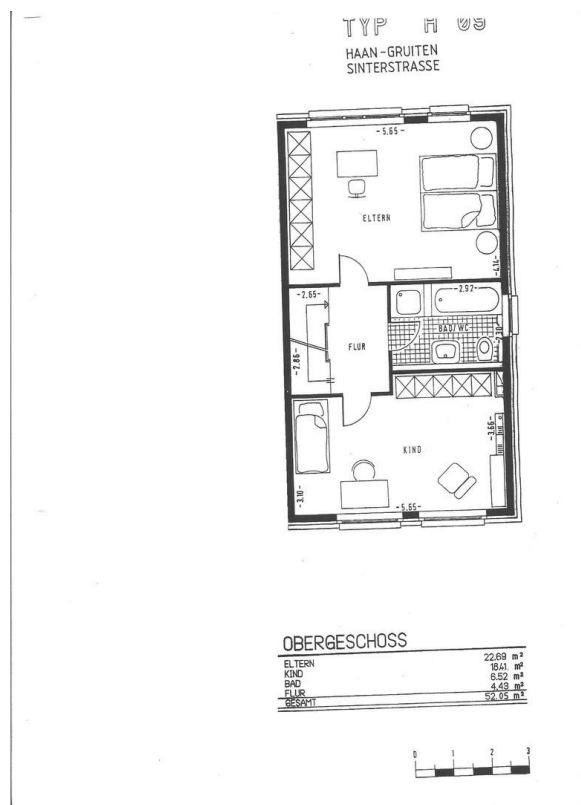 TYP H 09
HAAN-GRUITEN
SINTERSTRASSE
-5.65-
ELTERN
-4.14-
-2.65-
-2.92-
BAD/WC
-2.30-
FLUR
-2.86-
-3.66-
KIND
-3.10-
-5.65-
OBERGESCHOSS
ELTERN 22.69 m²
KIND 18.41 m²
BAD 6.52 m²
FLUR 4.43 m²
GESAMT 52.05 m²
0 1 2 3